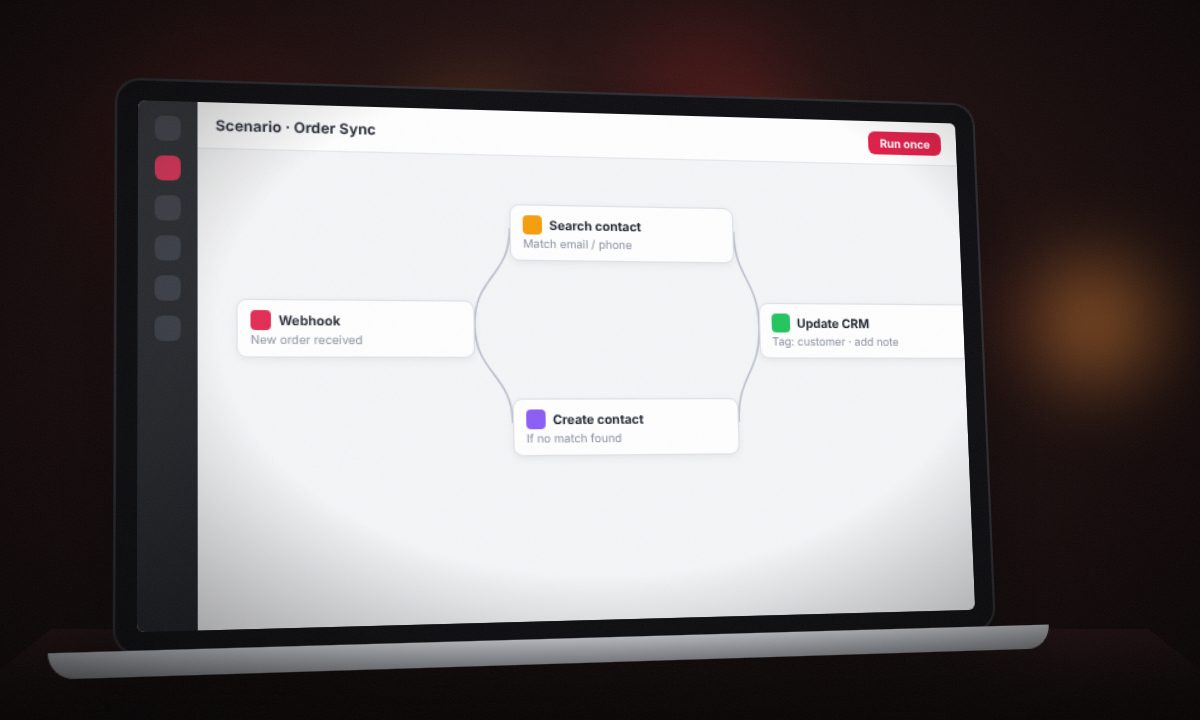 Scenario · Order Sync
Run once
Search contact
Match email / phone
Webhook
New order received
Update CRM
Tag: customer · add note
Create contact
If no match found